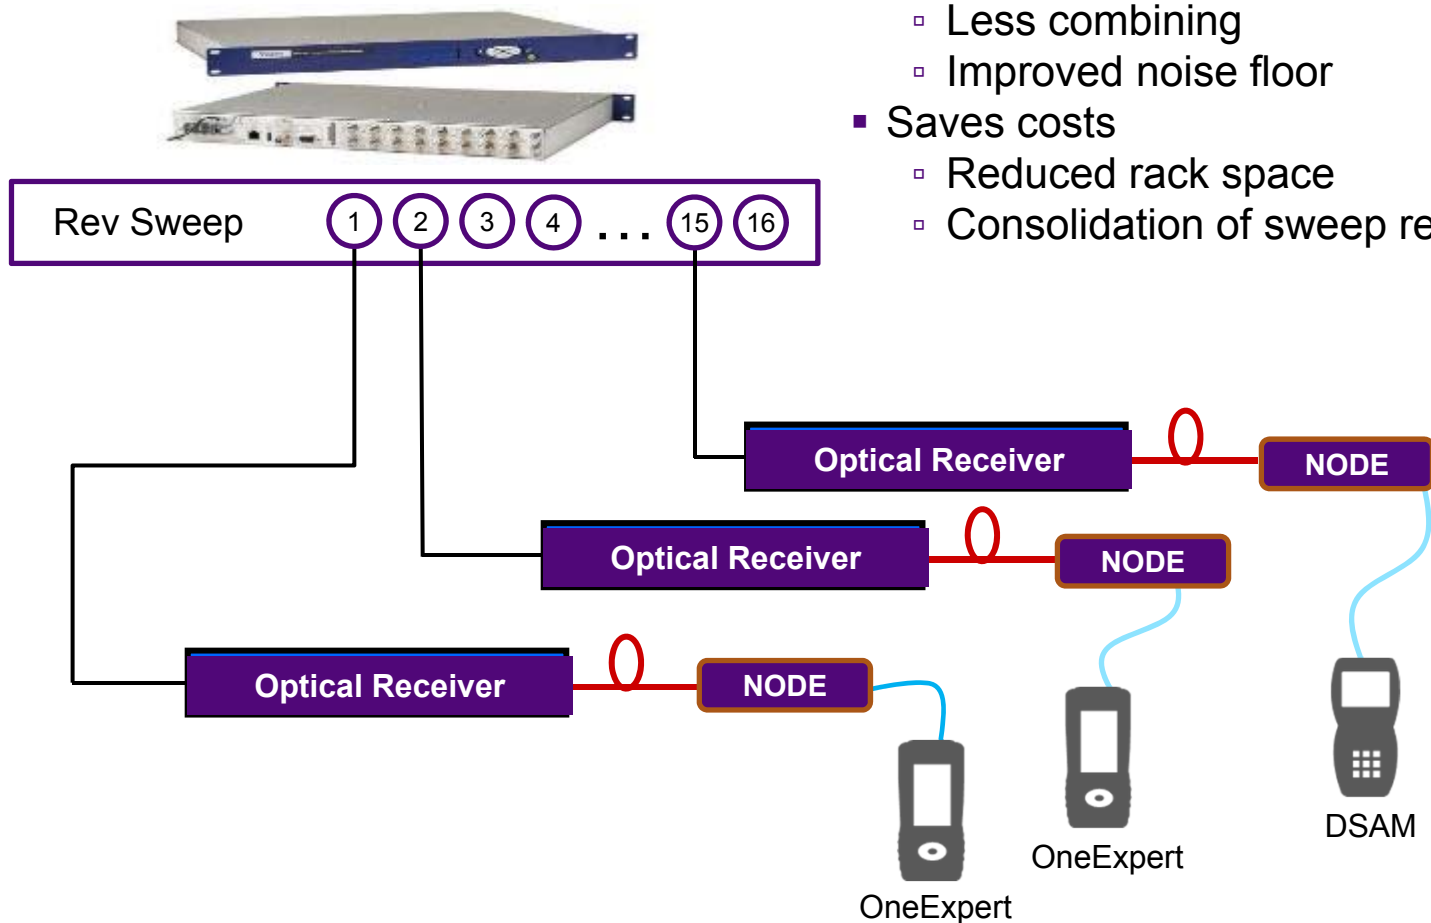 Less combining
Improved noise floor
Saves costs
Reduced rack space
Consolidation of sweep re
Rev Sweep 1 2 3 4 ... 15 16
Optical Receiver NODE
Optical Receiver NODE
Optical Receiver NODE
DSAM
OneExpert
OneExpert